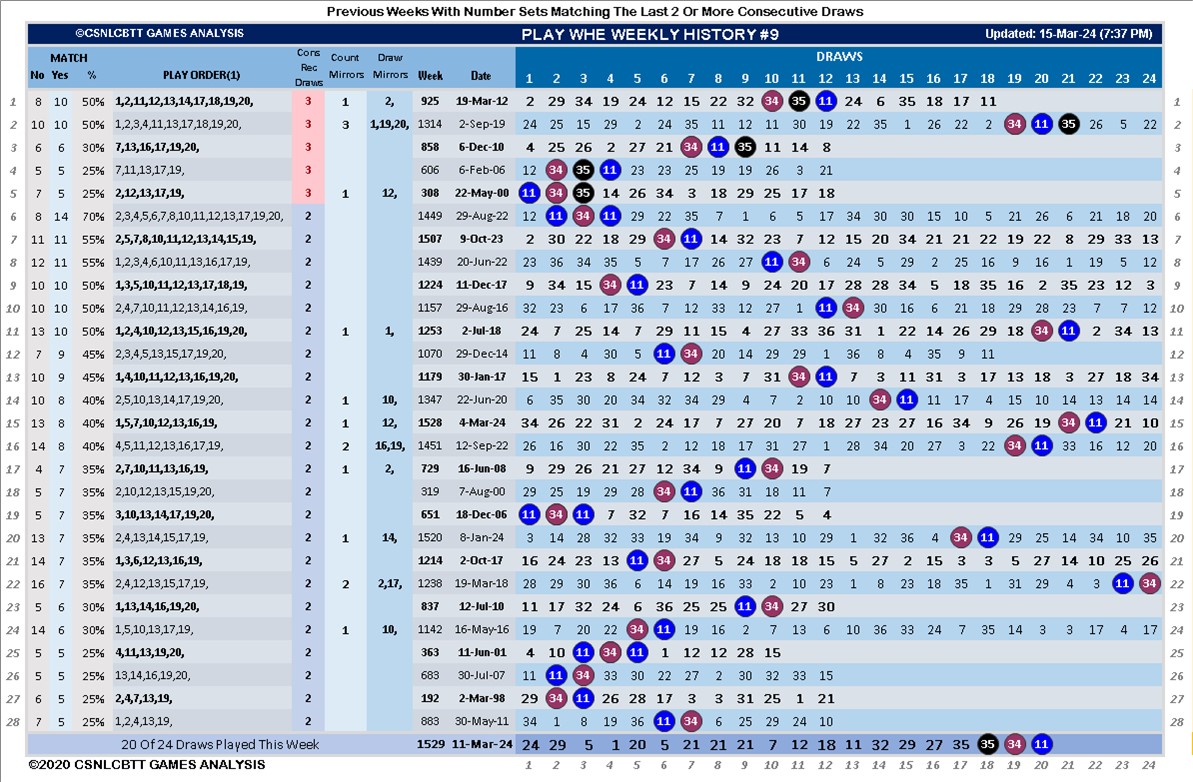 Previous Weeks With Number Sets Matching The Last 2 Or More Consecutive Draws
©CSNLCBTT GAMES ANALYSIS PLAY WHE WEEKLY HISTORY #9 Updated: 15-Mar-24 (7:37 PM)
MATCH Cons Rec Draws Count Mirrors Draw Mirrors DRAWS
No Yes % PLAY ORDER(1) Week Date 1 2 3 4 5 6 7 8 9 10 11 12 13 14 15 16 17 18 19 20 21 22 23 24
1 8 10 50% 1,2,11,12,13,14,17,18,19,20, 3 1 2, 925 19-Mar-12 2 29 34 19 24 12 15 22 32 34 35 11 24 6 35 18 17 11 1
2 10 10 50% 1,2,3,4,11,13,17,18,19,20, 3 3 1,19,20, 1314 2-Sep-19 24 25 15 29 2 24 35 11 12 11 30 19 22 35 1 26 22 2 34 11 35 26 5 22 2
3 6 6 30% 7,13,16,17,19,20, 3 858 6-Dec-10 4 25 26 2 27 21 34 11 35 11 14 8 3
4 5 5 25% 7,11,13,17,19, 3 606 6-Feb-06 12 34 35 11 23 23 25 19 19 26 3 21 4
5 7 5 25% 2,12,13,17,19, 3 1 12, 308 22-May-00 11 34 35 14 26 34 3 18 29 25 17 18 5
6 8 14 70% 2,3,4,5,6,7,8,10,11,12,13,17,19,20, 2 1449 29-Aug-22 12 11 34 11 29 22 35 7 1 6 5 17 34 30 30 15 10 5 21 26 6 21 18 20 6
7 11 11 55% 2,5,7,8,10,11,12,13,14,15,19, 2 1507 9-Oct-23 2 30 22 18 29 34 11 14 32 23 7 12 15 20 34 21 21 22 19 22 8 29 33 13 7
8 12 11 55% 1,2,3,4,6,10,11,13,16,17,19, 2 1439 20-Jun-22 23 36 34 35 5 7 17 26 27 11 34 6 24 5 29 2 25 16 9 16 1 19 5 12 8
9 10 10 50% 1,3,5,10,11,12,13,17,18,19, 2 1224 11-Dec-17 9 34 15 34 11 23 7 14 9 24 20 17 28 28 34 5 18 35 16 2 35 23 12 3 9
10 10 10 50% 1,4,7,10,11,12,13,14,16,19, 2 1157 29-Aug-16 32 23 6 17 36 7 12 33 12 27 1 11 34 30 16 6 21 18 29 22 23 7 7 12 10
11 13 10 50% 1,2,4,10,12,13,15,16,19,20, 2 1 1, 1253 2-Jul-18 24 7 25 14 7 29 11 15 4 27 33 36 31 1 22 14 26 29 18 34 11 2 34 13 11
12 7 9 45% 2,3,4,5,13,15,17,19,20, 2 1070 29-Dec-14 11 8 4 30 5 11 34 20 14 29 29 1 36 8 4 35 9 11 12
13 10 9 45% 1,4,10,11,12,13,16,19,20, 2 1179 30-Jan-17 15 1 23 8 24 7 12 3 7 31 34 11 7 3 11 31 3 17 13 18 3 27 18 34 13
14 10 8 40% 2,5,10,13,14,17,19,20, 2 1 10, 1347 22-Jun-20 6 35 30 20 34 32 34 29 4 7 2 10 10 34 11 11 17 4 15 10 14 13 14 14 14
15 13 8 40% 1,5,7,10,12,13,16,19, 2 1 12, 1528 4-Mar-24 34 26 22 31 2 24 17 7 27 20 7 18 27 23 27 16 34 9 26 19 34 11 21 10 15
16 14 8 40% 4,5,11,12,13,16,17,19, 2 2 16,19, 1451 12-Sep-22 26 16 30 22 35 2 12 18 17 31 27 1 28 34 20 27 3 22 34 11 33 16 12 20 16
17 4 7 35% 2,7,10,11,13,16,19, 2 1 2, 729 16-Jun-08 9 29 26 21 27 12 34 9 11 34 19 7 17
18 5 7 35% 2,10,12,13,15,19,20, 2 319 7-Aug-00 29 25 19 29 28 34 11 36 31 18 11 7 18
19 5 7 35% 3,10,13,14,17,19,20, 2 651 18-Dec-06 11 34 11 7 32 7 16 14 35 22 5 4 19
20 13 7 35% 2,4,13,14,15,17,19, 2 1 14, 1520 8-Jan-24 3 14 28 32 33 19 34 9 32 13 10 29 1 32 36 4 34 11 29 25 14 34 10 35 20
21 14 7 35% 1,3,6,12,13,16,19, 2 1214 2-Oct-17 16 24 23 13 11 34 27 5 24 18 18 15 5 27 2 15 3 3 5 27 14 10 25 26 21
22 16 7 35% 2,4,12,13,15,17,19, 2 2 2,17, 1238 19-Mar-18 28 29 30 36 6 14 19 16 33 2 10 23 1 8 23 18 35 1 31 29 4 3 11 34 22
23 5 6 30% 1,13,14,16,19,20, 2 837 12-Jul-10 11 17 32 24 6 36 25 25 11 34 27 30 23
24 14 6 30% 1,5,10,13,17,19, 2 1 10, 1142 16-May-16 19 7 20 22 34 11 19 16 2 7 13 6 10 36 33 24 7 35 14 3 3 17 4 17 24
25 5 5 25% 4,11,13,19,20, 2 363 11-Jun-01 4 10 11 34 11 1 12 12 28 15 25
26 5 5 25% 13,14,16,19,20, 2 683 30-Jul-07 11 11 34 33 30 22 27 2 30 32 33 15 26
27 6 5 25% 2,4,7,13,19, 2 192 2-Mar-98 29 34 11 26 28 17 3 3 31 25 1 21 27
28 7 5 25% 1,2,4,13,19, 2 883 30-May-11 34 1 8 19 36 11 34 6 25 29 24 10 28
20 Of 24 Draws Played This Week 1529 11-Mar-24 24 29 5 1 20 5 21 21 21 7 12 18 11 32 29 27 35 35 34 11
©2020 CSNLCBTT GAMES ANALYSIS 1 2 3 4 5 6 7 8 9 10 11 12 13 14 15 16 17 18 19 20 21 22 23 24